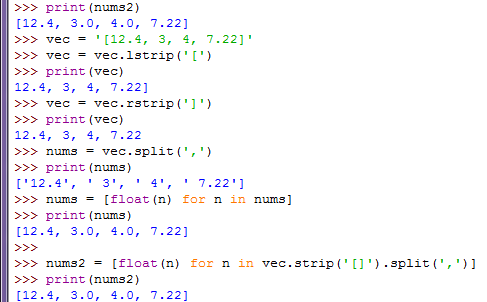 >>> print(nums2)
[12.4, 3.0, 4.0, 7.22]
>>> vec = '[12.4, 3, 4, 7.22]'
>>> vec = vec.lstrip('[')
>>> print(vec)
12.4, 3, 4, 7.22]
>>> vec = vec.rstrip(']')
>>> print(vec)
12.4, 3, 4, 7.22
>>> nums = vec.split(',')
>>> print(nums)
['12.4', ' 3', ' 4', ' 7.22']
>>> nums = [float(n) for n in nums]
>>> print(nums)
[12.4, 3.0, 4.0, 7.22]
>>>
>>> nums2 = [float(n) for n in vec.strip('[]').split(',')]
>>> print(nums2)
[12.4, 3.0, 4.0, 7.22]